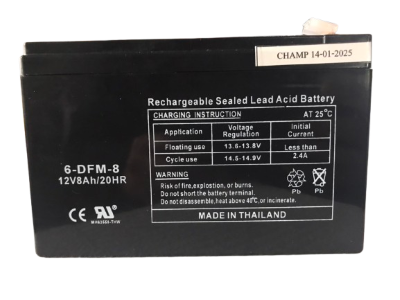 CHAMP 14-01-2025
Rechargeable Sealed Lead Acid Battery
CHARGING INSTRUCTION AT 25°C
Application Voltage Regulation Initial Current
Floating use 13.6-13.8V Less than 2.4A
Cycle use 14.5-14.9V
6-DFM-8
12V8Ah/20HR
WARNING
Risk of fire,explostion, or burns.
Do not short the battery terminal.
Do not disassemble,heat above 40°c, or incinerate.
Pb Pb
CE
MADE IN THAILAND